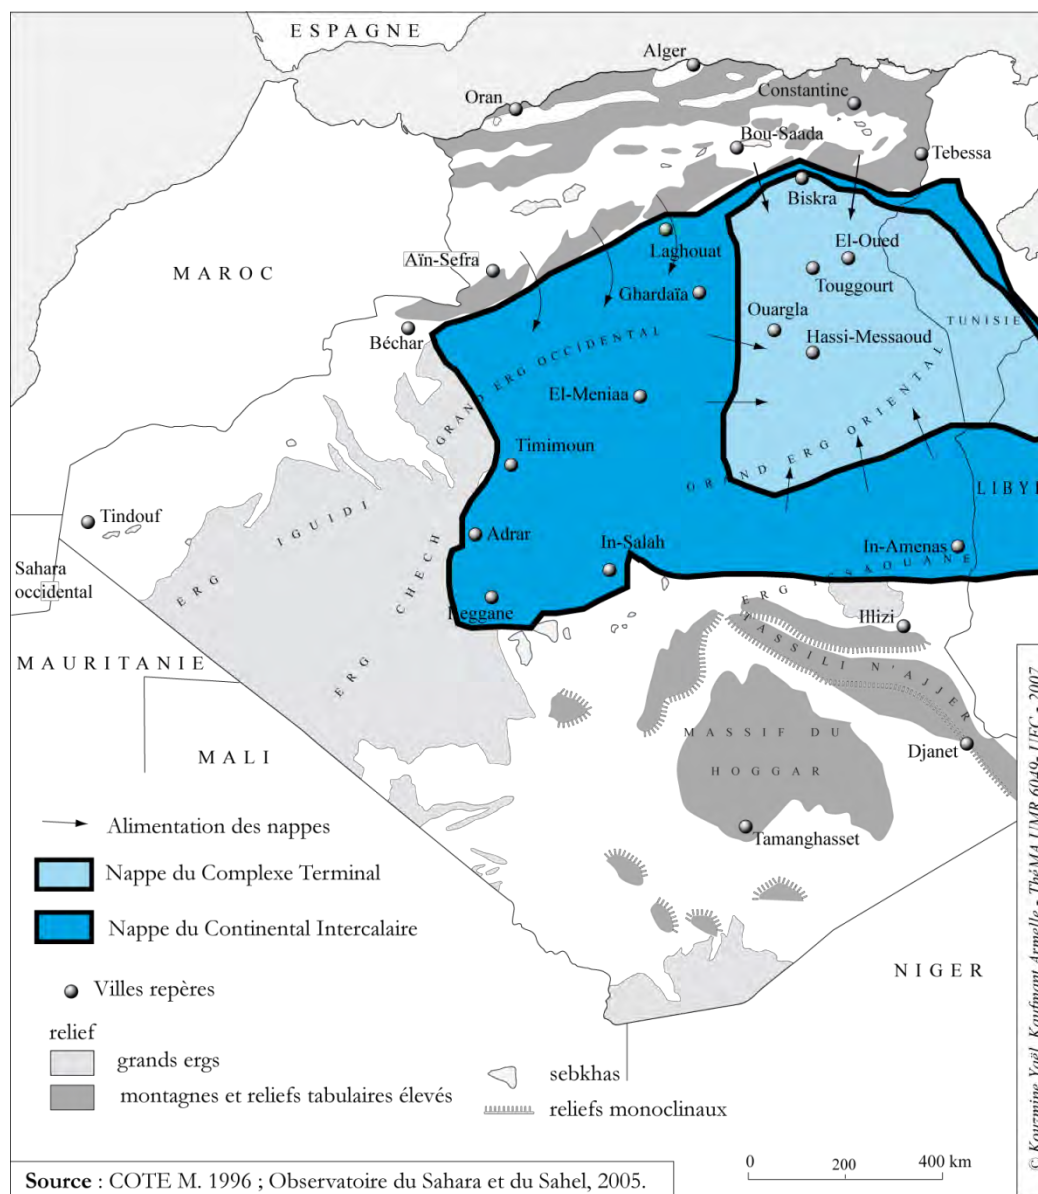 ESPAGNE
Alger
Oran
Constantine
Bou-Saada
Tebessa
Biskra
Laghouat
El-Oued
Aïn-Sefra
MAROC
Touggourt
Ghardaïa
Ouargla
TUNISIE
Béchar
Hassi-Messaoud
GRAND ERG OCCIDENTAL
El-Meniaa
GRAND ERG ORIENTAL
Timimoun
LIBYE
Tindouf
ERG IGUIDI
Adrar
In-Salah
In-Amenas
Sahara
occidental
ERG CHECH
Reggane
ERG ISSAOUANE
Illizi
MAURITANIE
TASSILI N'AJJER
MASSIF DU
HOGGAR
Djanet
MALI
Tamanghasset
NIGER
Alimentation des nappes
Nappe du Complexe Terminal
Nappe du Continental Intercalaire
Villes repères
relief
grands ergs
montagnes et reliefs tabulaires élevés
sebkhas
reliefs monoclinaux
0 200 400 km
Source : COTE M. 1996 ; Observatoire du Sahara et du Sahel, 2005.
© Kouzmine Yaël, Kaufmant Armelle - ThéMA UMR 6049- UFC - 2007